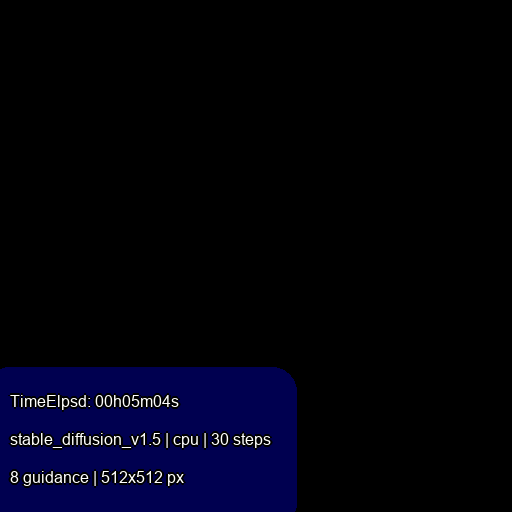 TimeElpsd: 00h05m04s
stable_diffusion_v1.5 | cpu | 30 steps
8 guidance | 512x512 px